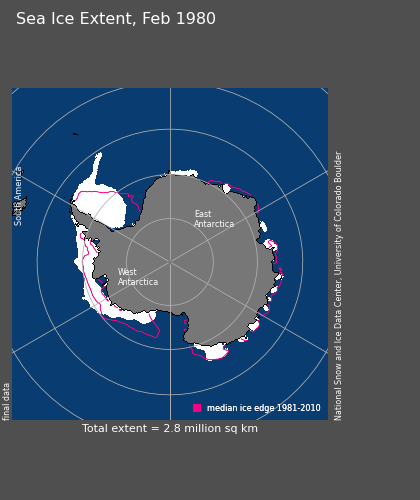 Sea Ice Extent, Feb 1980
South America
East
Antarctica
West
Antarctica
National Snow and Ice Data Center, University of Colorado Boulder
final data
median ice edge 1981-2010
Total extent = 2.8 million sq km